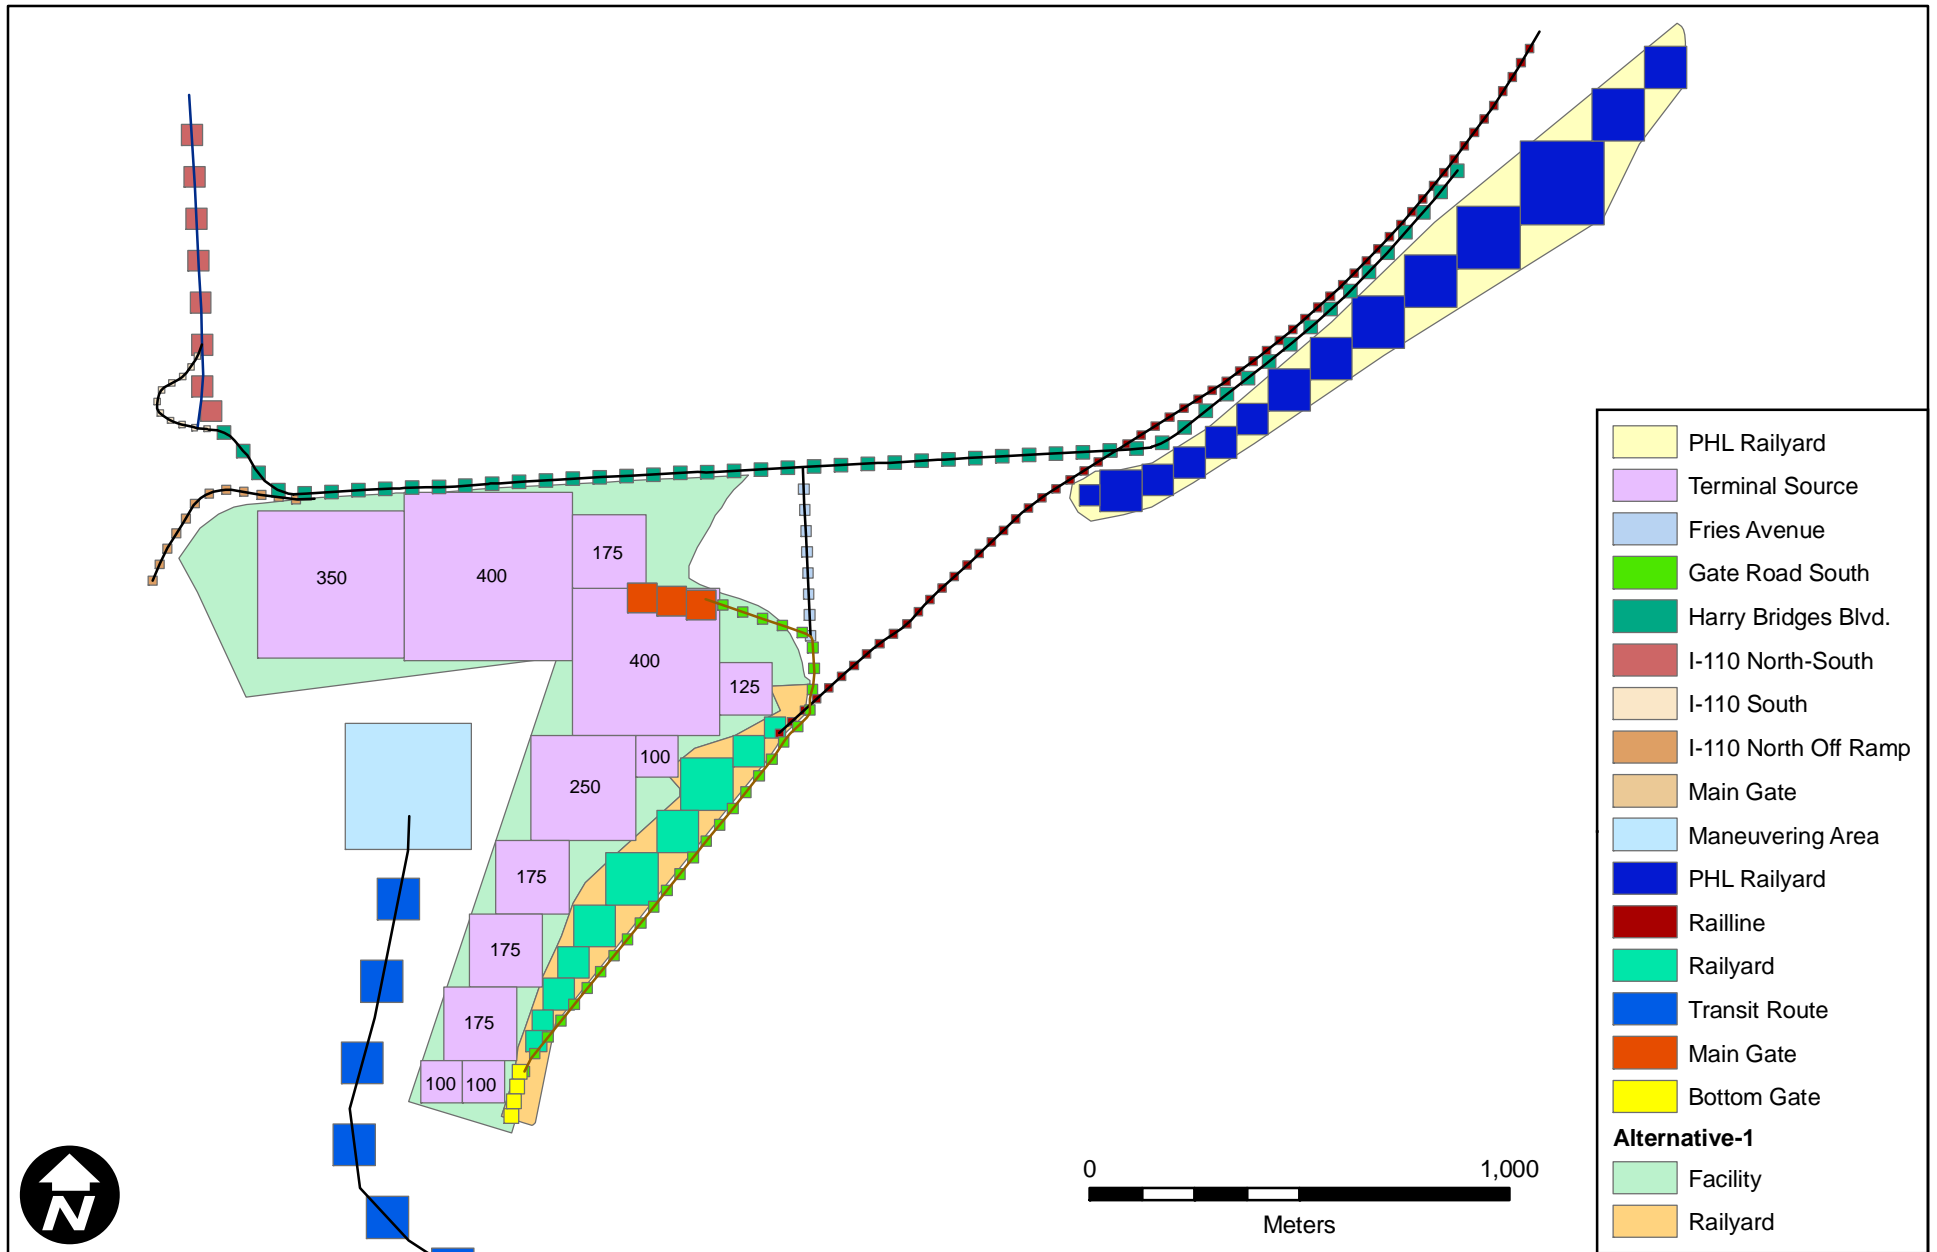 350
400
175
400
125
100
250
175
175
175
100
100
N
0
1,000
Meters
PHL Railyard
Terminal Source
Fries Avenue
Gate Road South
Harry Bridges Blvd.
I-110 North-South
I-110 South
I-110 North Off Ramp
Main Gate
Maneuvering Area
PHL Railyard
Railline
Railyard
Transit Route
Main Gate
Bottom Gate
Alternative-1
Facility
Railyard